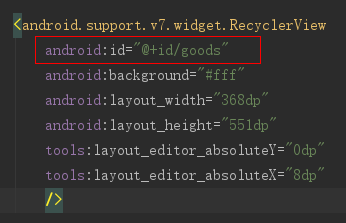 <android.support.v7.widget.RecyclerView
android:id="@+id/goods"
android:background="#fff"
android:layout_width="368dp"
android:layout_height="551dp"
tools:layout_editor_absoluteY="0dp"
tools:layout_editor_absoluteX="8dp"
/>